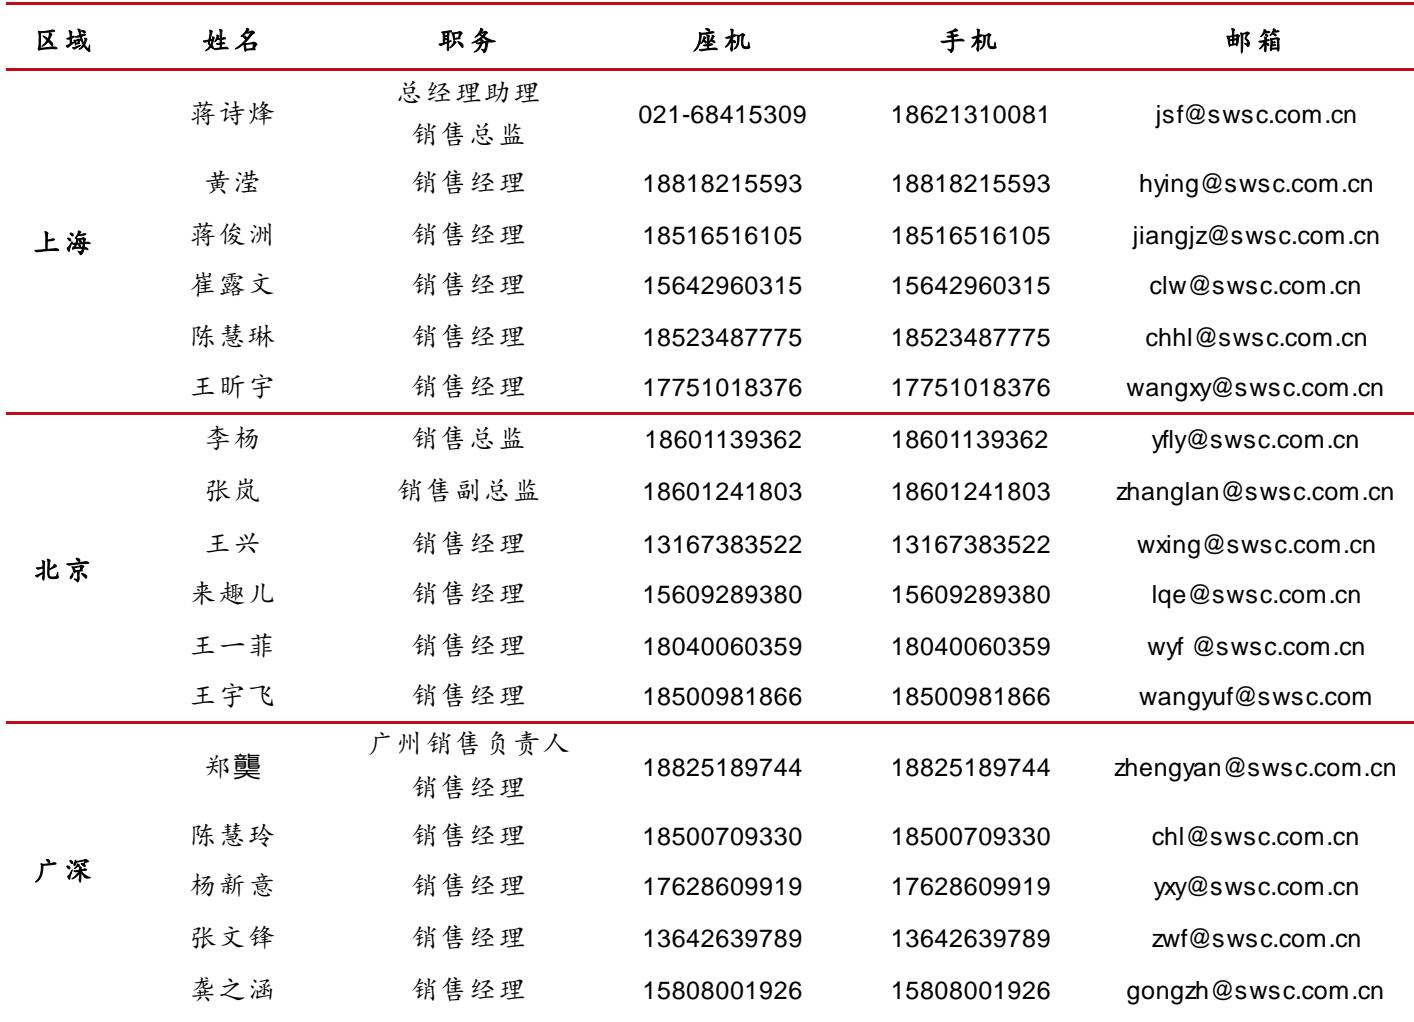 区域 姓名 职务 座机 手机 邮箱
上海
蒋诗烽 总经理助理 销售总监 021-68415309 18621310081 jsf@swsc.com.cn
黄滢 销售经理 18818215593 18818215593 hying@swsc.com.cn
蒋俊洲 销售经理 18516516105 18516516105 jiangjz@swsc.com.cn
崔露文 销售经理 15642960315 15642960315 clw@swsc.com.cn
陈慧琳 销售经理 18523487775 18523487775 chhl@swsc.com.cn
王昕宇 销售经理 17751018376 17751018376 wangxy@swsc.com.cn
北京
李杨 销售总监 18601139362 18601139362 yfly@swsc.com.cn
张岚 销售副总监 18601241803 18601241803 zhanglan@swsc.com.cn
王兴 销售经理 13167383522 13167383522 wxing@swsc.com.cn
来趣儿 销售经理 15609289380 15609289380 lqe@swsc.com.cn
王一菲 销售经理 18040060359 18040060359 wyf @swsc.com.cn
王宇飞 销售经理 18500981866 18500981866 wangyuf@swsc.com
广深
郑䶮 广州销售负责人 销售经理 18825189744 18825189744 zhengyan@swsc.com.cn
陈慧玲 销售经理 18500709330 18500709330 chl@swsc.com.cn
杨新意 销售经理 17628609919 17628609919 yxy@swsc.com.cn
张文锋 销售经理 13642639789 13642639789 zwf@swsc.com.cn
龚之涵 销售经理 15808001926 15808001926 gongzh@swsc.com.cn